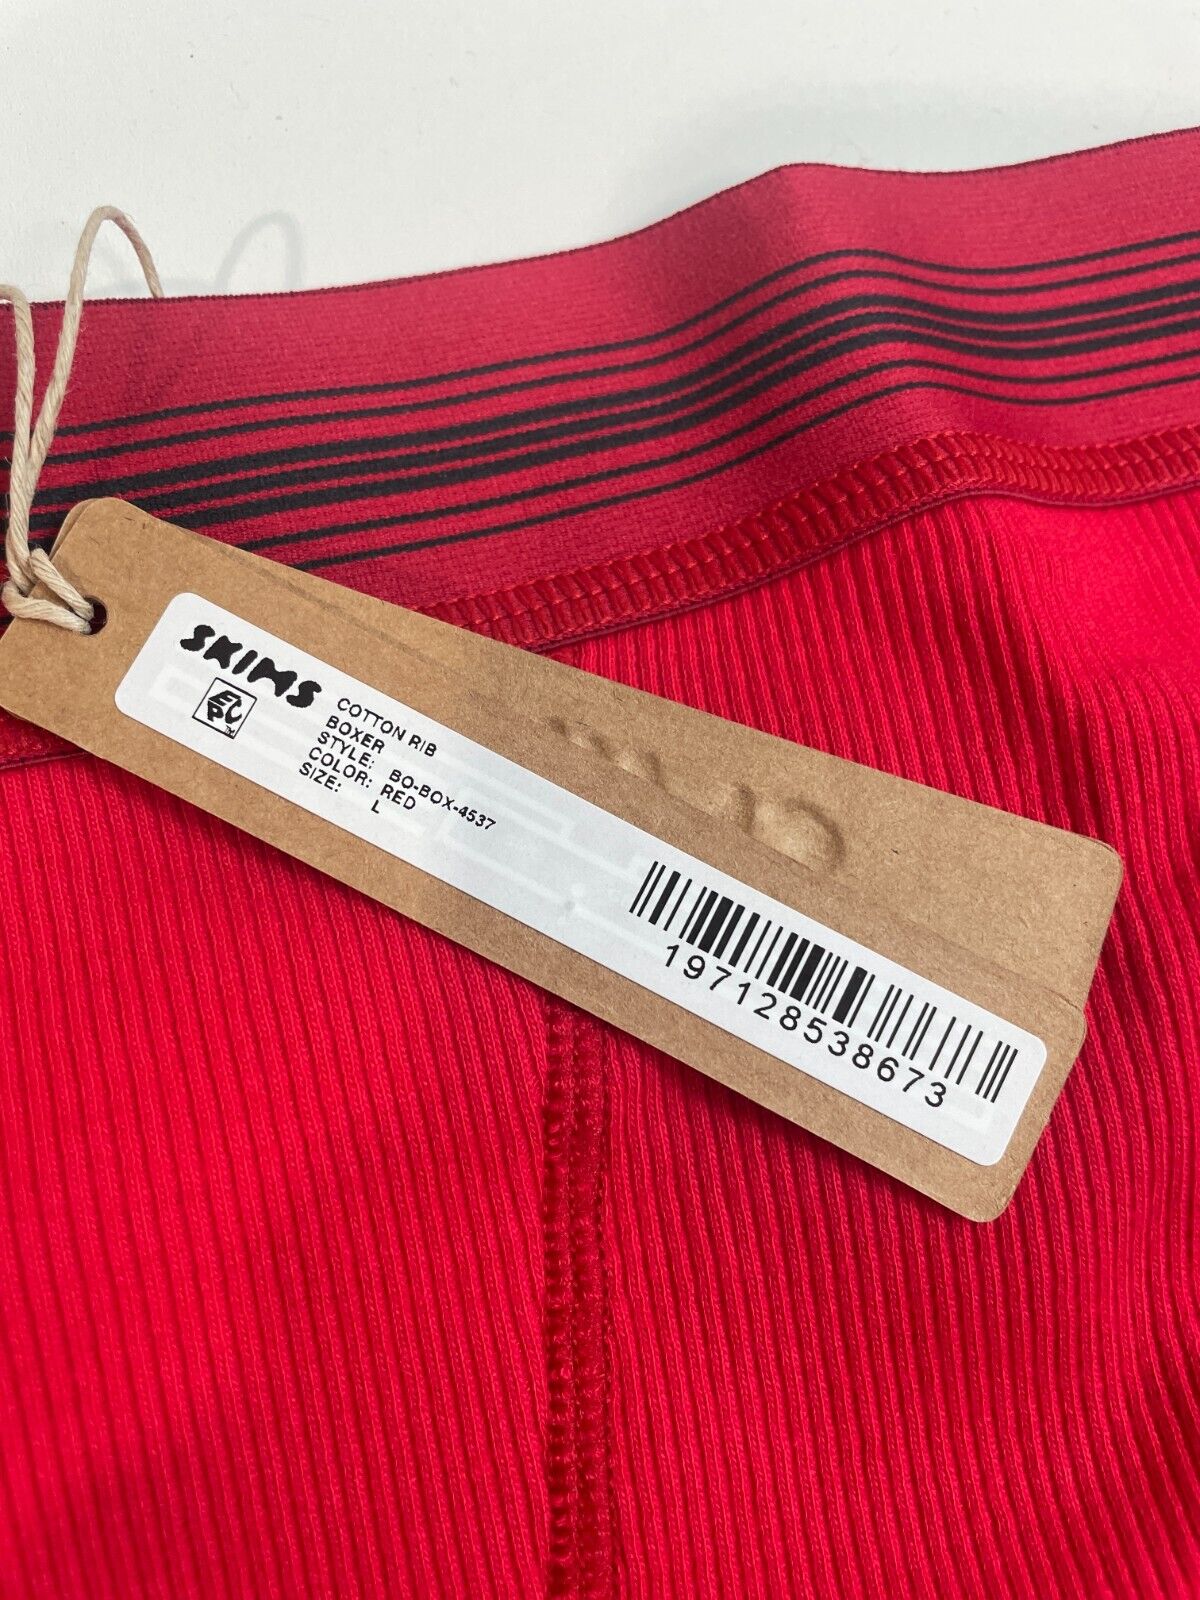 SKIMS
COTTON RIB
BOXER
STYLE: BO-BOX-4537
COLOR: RED
SIZE: L
197128538673